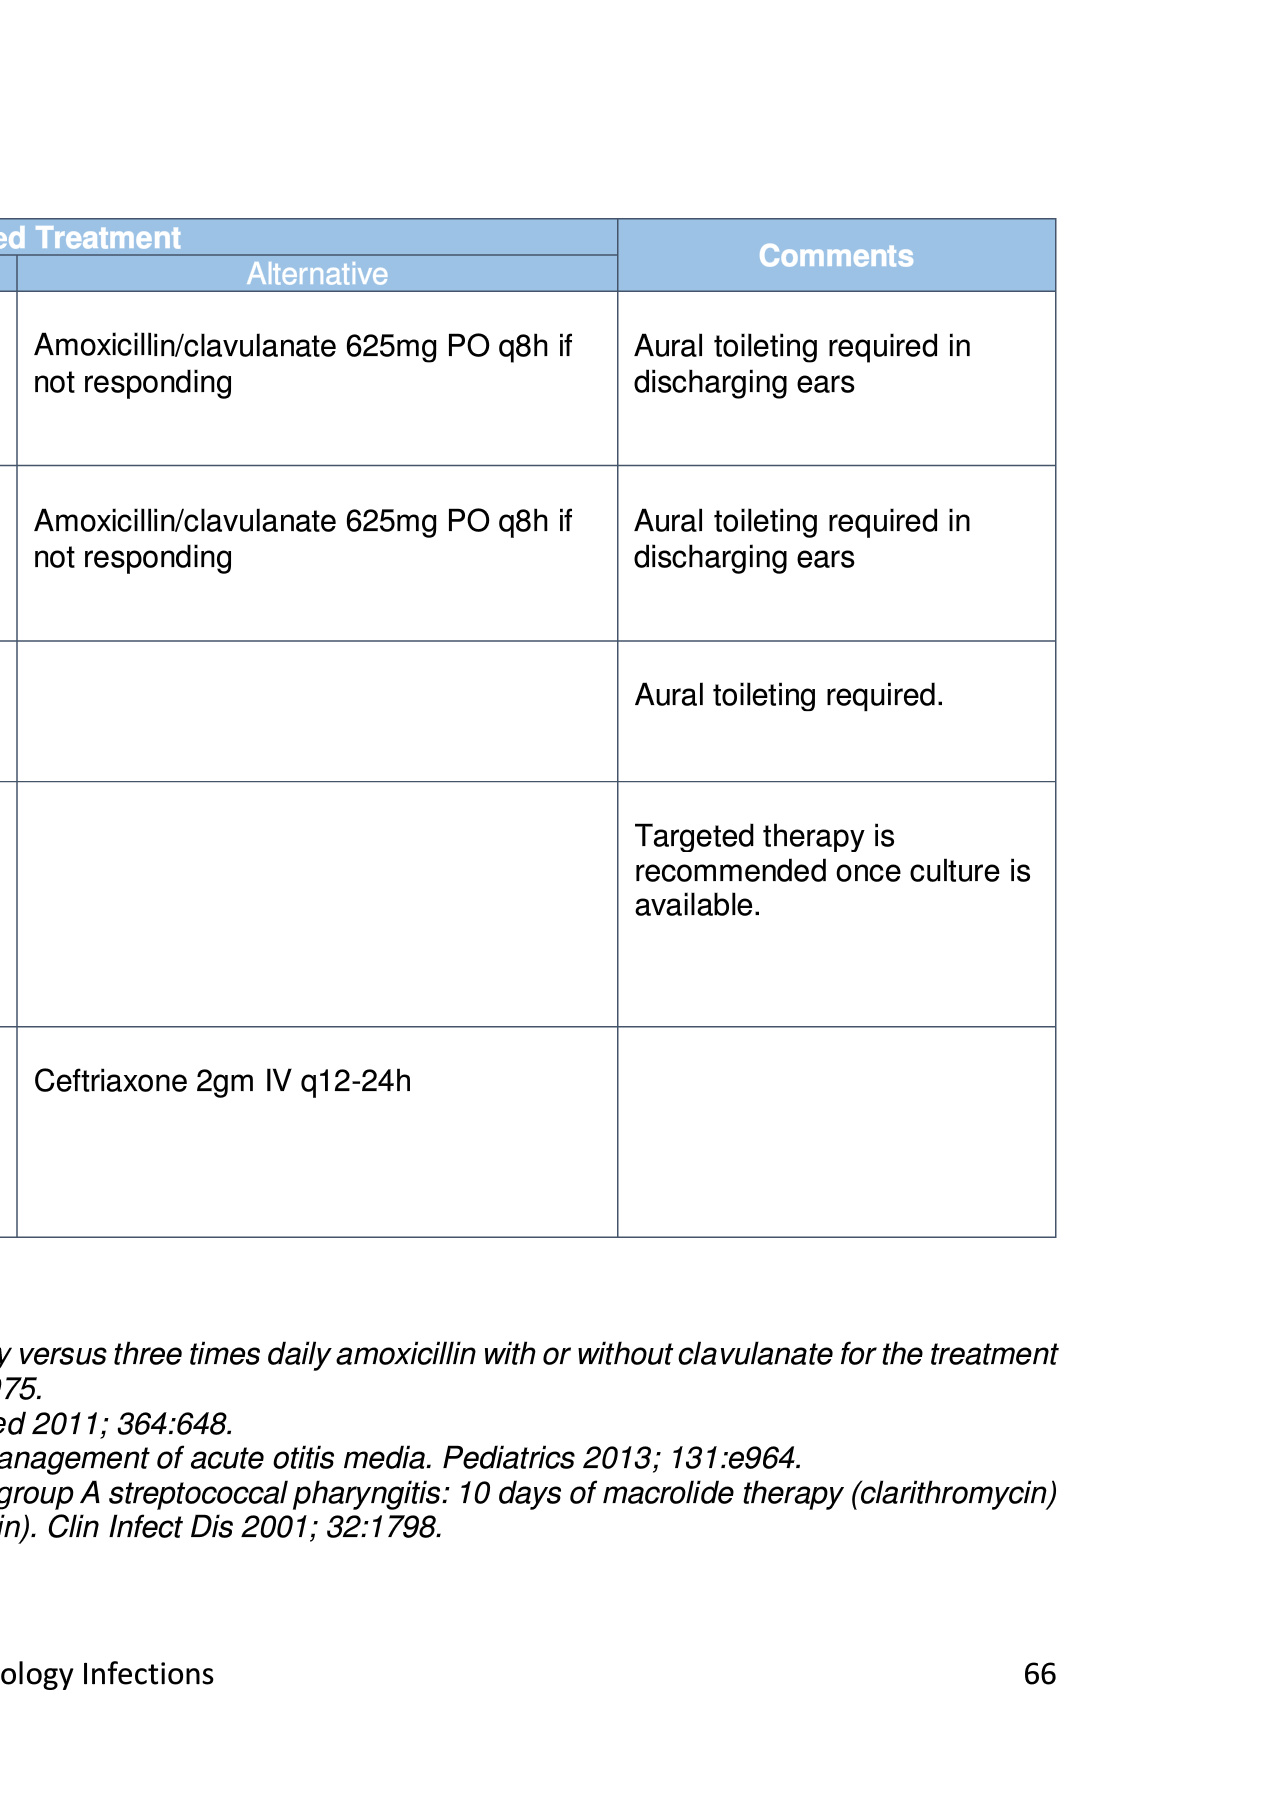 ed Treatment
Comments
Alternative
Amoxicillin/clavulanate 625mg PO q8h if
not responding
Aural toileting required in
discharging ears
Amoxicillin/clavulanate 625mg PO q8h if
not responding
Aural toileting required in
discharging ears
Aural toileting required.
Targeted therapy is
recommended once culture is
available.
Ceftriaxone 2gm IV q12-24h
y versus three times daily amoxicillin with or without clavulanate for the treatment
075.
ed 2011; 364:648.
anagement of acute otitis media. Pediatrics 2013; 131:e964.
group A streptococcal pharyngitis: 10 days of macrolide therapy (clarithromycin)
in). Clin Infect Dis 2001; 32:1798.
ology Infections
66